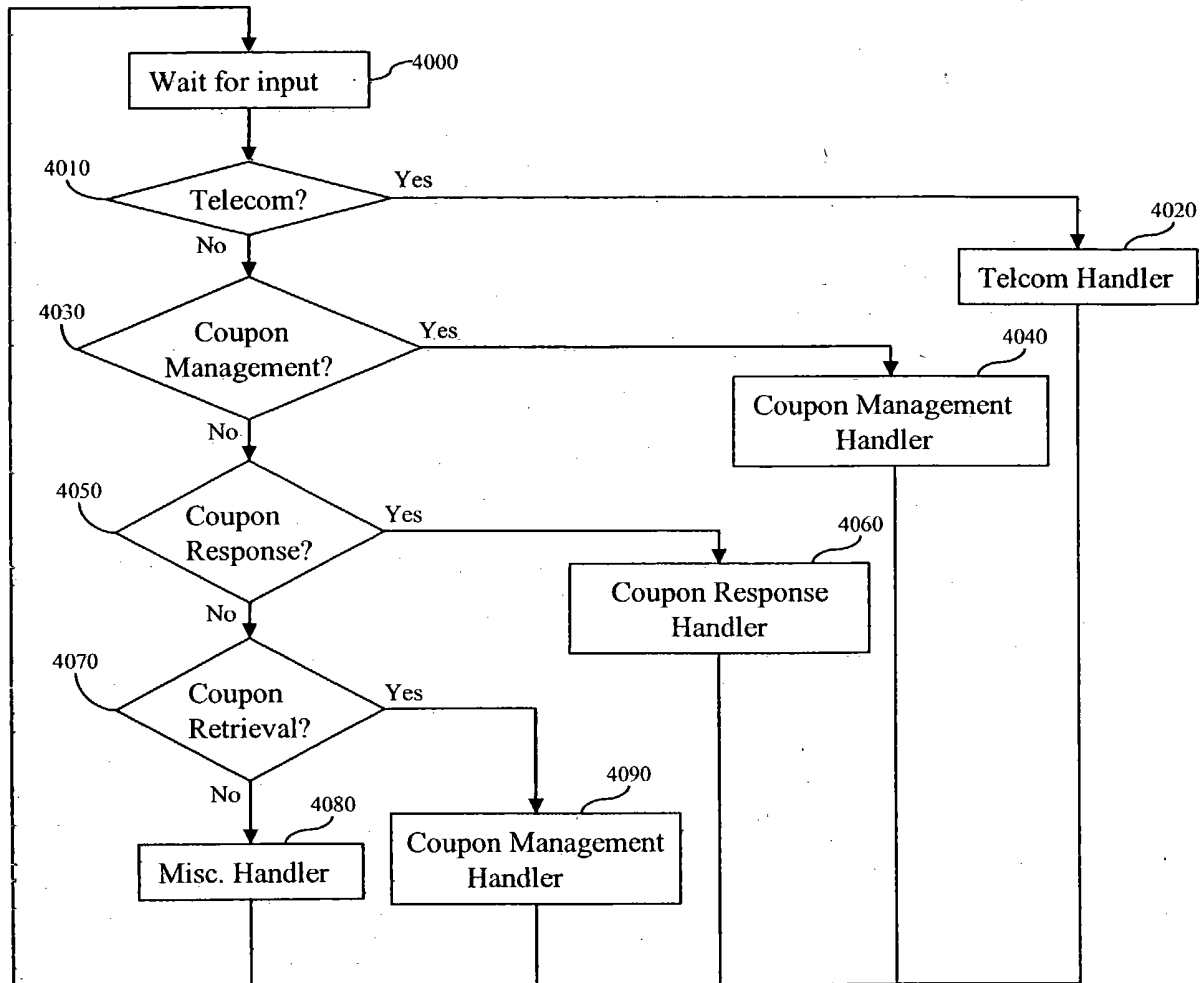 Wait for input
4000
4010
Telecom?
Yes
No
4020
Telcom Handler
4030
Coupon
Management?
Yes
No
4040
Coupon Management
Handler
4050
Coupon
Response?
Yes
No
4060
Coupon Response
Handler
4070
Coupon
Retrieval?
Yes
No
4080
Misc. Handler
4090
Coupon Management
Handler